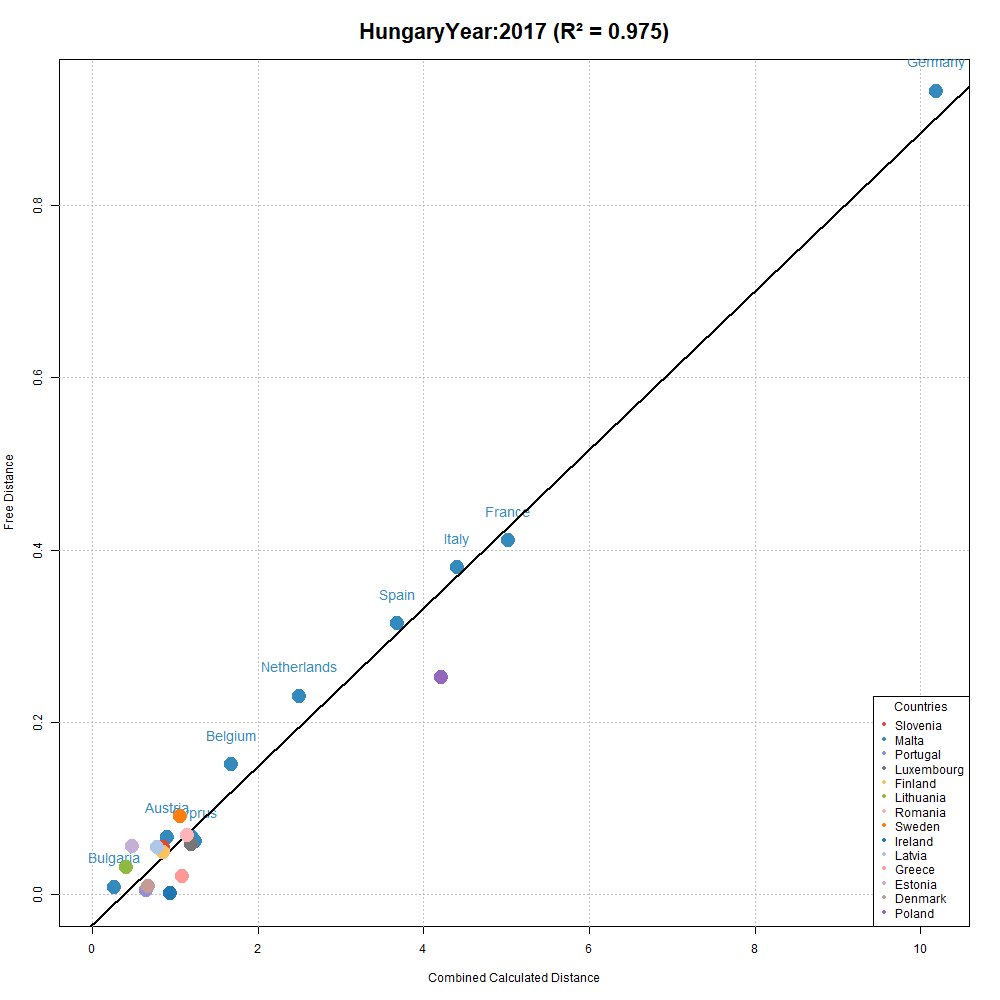 HungaryYear:2017 (R² = 0.975)
Germany
0.8
0.6
Free Distance
France
Italy
0.4
Spain
Netherlands
0.2
Belgium
Austria
prus
Bulgaria
0.0
Countries
Slovenia
Malta
Portugal
Luxembourg
Finland
Lithuania
Romania
Sweden
Ireland
Latvia
Greece
Estonia
Denmark
Poland
0 2 4 6 8 10
Combined Calculated Distance